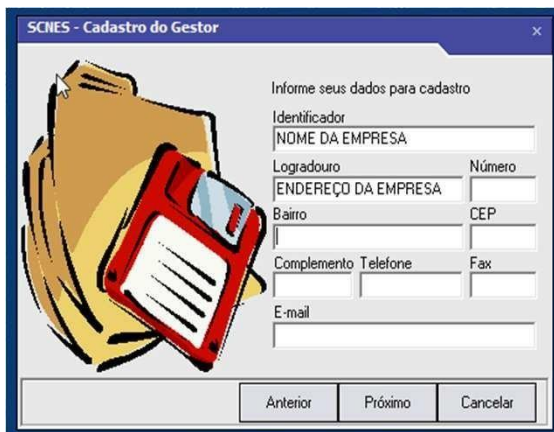 SCNES - Cadastro do Gestor
Informe seus dados para cadastro
Identificador
NOME DA EMPRESA
Logradouro Número
ENDEREÇO DA EMPRESA
Bairro CEP
Complemento Telefone Fax
E-mail
Anterior Próximo Cancelar